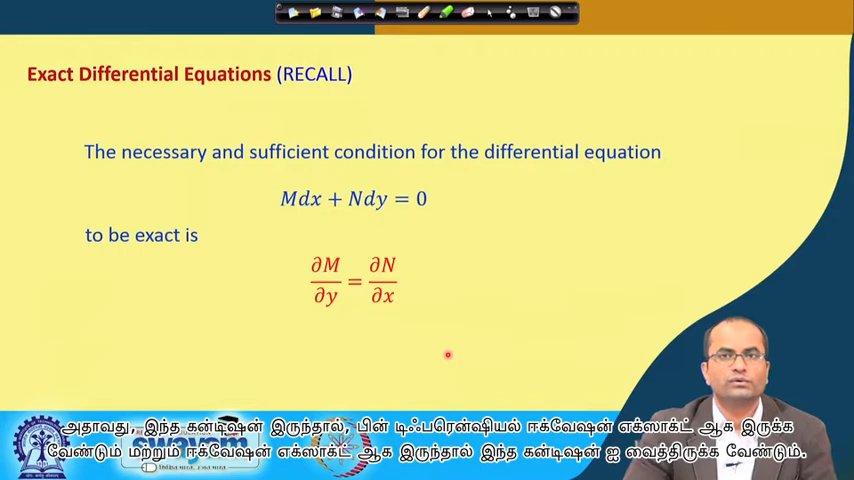 Exact Differential Equations (RECALL)
The necessary and sufficient condition for the differential equation
Mdx + Ndy = 0
to be exact is
∂M/∂y = ∂N/∂x
swayam
அதாவது, இந்த கன்டிஷன் இருந்தால், பின் டிஃபரென்ஷியல் ஈக்வேஷன் எக்ஸாக்ட் ஆக இருக்க
வேண்டும் மற்றும் ஈக்வேஷன் எக்ஸாக்ட் ஆக இருந்தால் இந்த கன்டிஷன் ஐ வைத்திருக்க வேண்டும்.